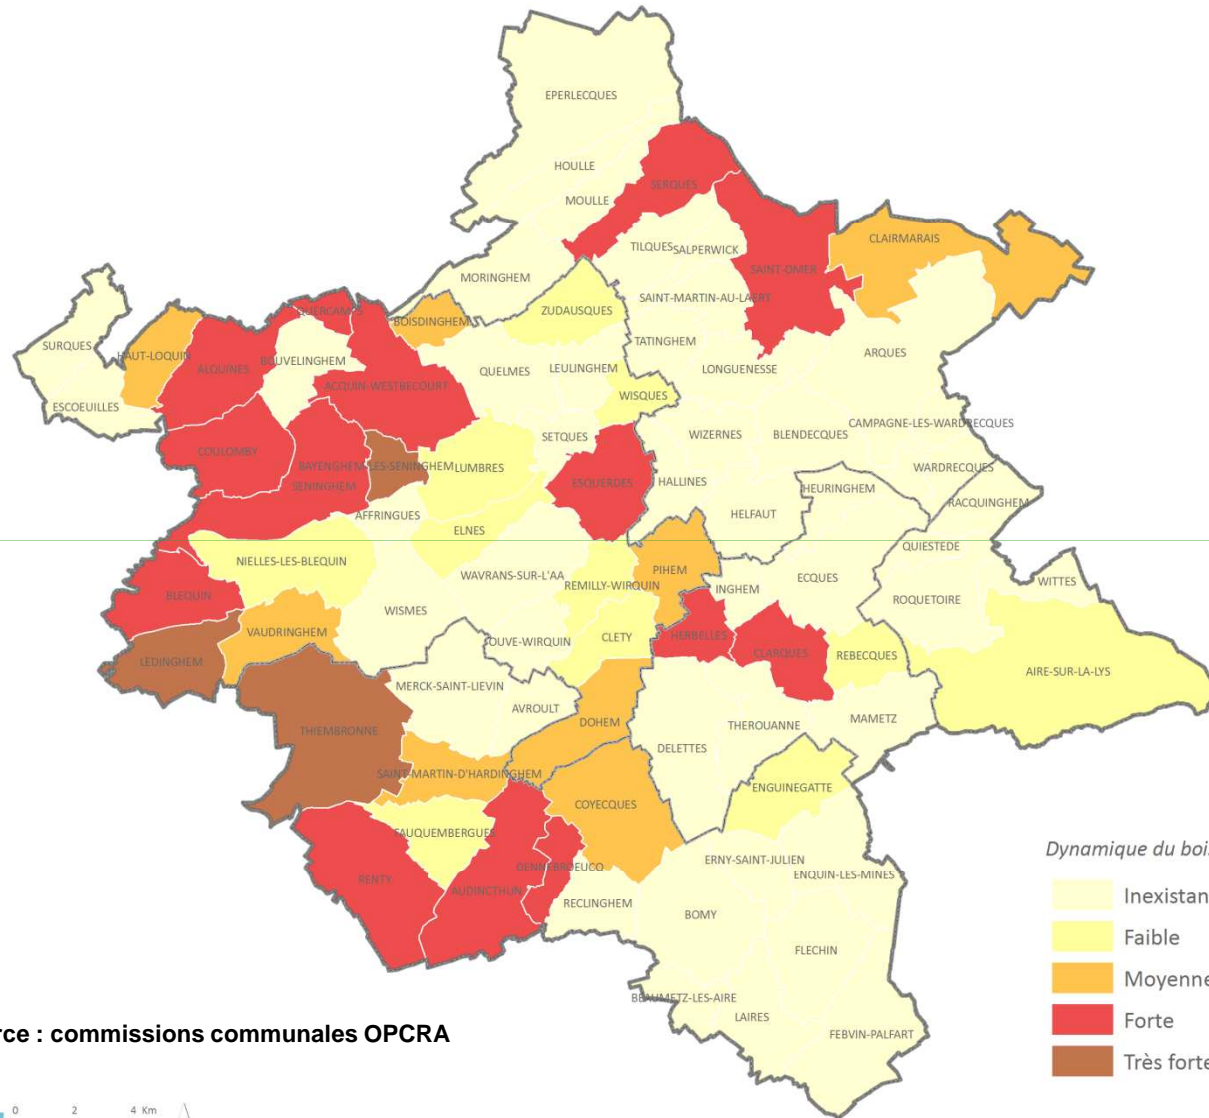 EPERLECQUES
HOULLE
SERQUES
MOULLE
TILQUES
SALPERWICK
CLAIRMARAIS
SAINT-OMER
MORINGHEM
SAINT-MARTIN-AU-LAERT
QUERCAMPS
BOISDINGHEM
ZUDAUSQUES
TATINGHEM
SURQUES
HAUT-LOQUIN
BOUVELINGHEM
ARQUES
ALQUINES
LEULINGHEM
LONGUENESSE
QUELMES
ACQUIN-WESTBECOURT
WISQUES
ESCOEUILLES
CAMPAGNE-LES-WARDRECQUES
SETQUES
WIZERNES
BLENDECQUES
COULOMBY
BAYENGHEM
LES-SENINGHEM
LUMBRES
WARDRECQUES
SENINGHEM
ESQUERDES
HALLINES
HEURINGHEM
RACQUINGHEM
AFFRINGUES
HELFAUT
ELNES
QUIESTEDE
NIELLES-LES-BLEQUIN
PIHEM
WAVRANS-SUR-L'AA
ECQUES
WITTES
REMILLY-WIRQUIN
INGHEM
BLEQUIN
ROQUETOIRE
WISMES
VAUDRINGHEM
OUVE-WIRQUIN
CLETY
HERBELLES
CLARQUES
REBECQUES
LEDINGHEM
AIRE-SUR-LA-LYS
MERCK-SAINT-LIEVIN
AVROULT
DOHEM
THEROUANNE
MAMETZ
THIEMBRONNE
DELETTES
SAINT-MARTIN-D'HARDINGHEM
ENGUINEGATTE
COYECQUES
FAUQUEMBERGUES
Dynamique du bois
ERNY-SAINT-JULIEN
RENTY
ENQUIN-LES-MINES
AUDINCTHUN
Inexistan
RECLINGHEM
BOMY
Faible
FLECHIN
Moyenne
BEAUMETZ-LES-AIRE
LAIRES
Forte
FEBVIN-PALFART
rce : commissions communales OPCRA
Très forte
0 2 4 Km